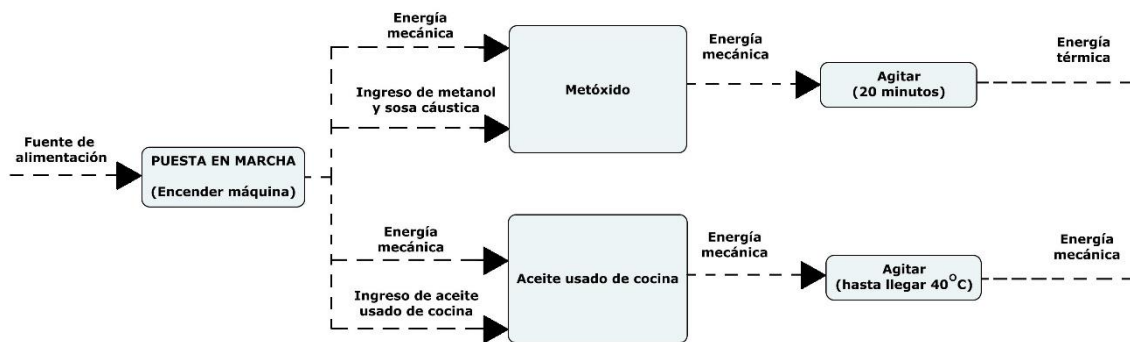 Fuente de
alimentación
PUESTA EN MARCHA
(Encender máquina)
Energía
mecánica
Ingreso de metanol
y sosa cáustica
Metóxido
Energía
mecánica
Agitar
(20 minutos)
Energía
térmica
Energía
mecánica
Ingreso de aceite
usado de cocina
Aceite usado de cocina
Energía
mecánica
Agitar
(hasta llegar 40°C)
Energía
mecánica